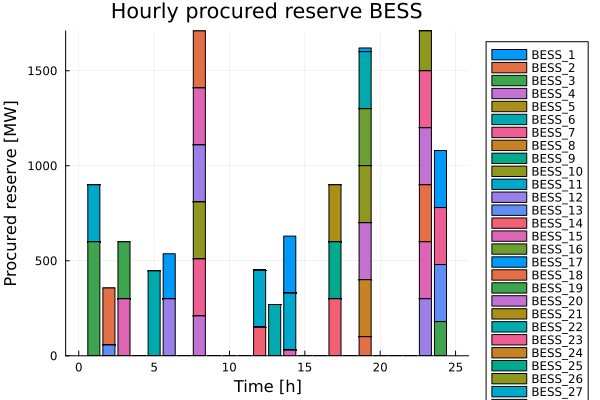 Hourly procured reserve BESS
Procured reserve [MW]
1500
1000
500
0
0
5
10
15
20
25
Time [h]
BESS_1
BESS_2
BESS_3
BESS_4
BESS_5
BESS_6
BESS_7
BESS_8
BESS_9
BESS_10
BESS_11
BESS_12
BESS_13
BESS_14
BESS_15
BESS_16
BESS_17
BESS_18
BESS_19
BESS_20
BESS_21
BESS_22
BESS_23
BESS_24
BESS_25
BESS_26
BESS_27